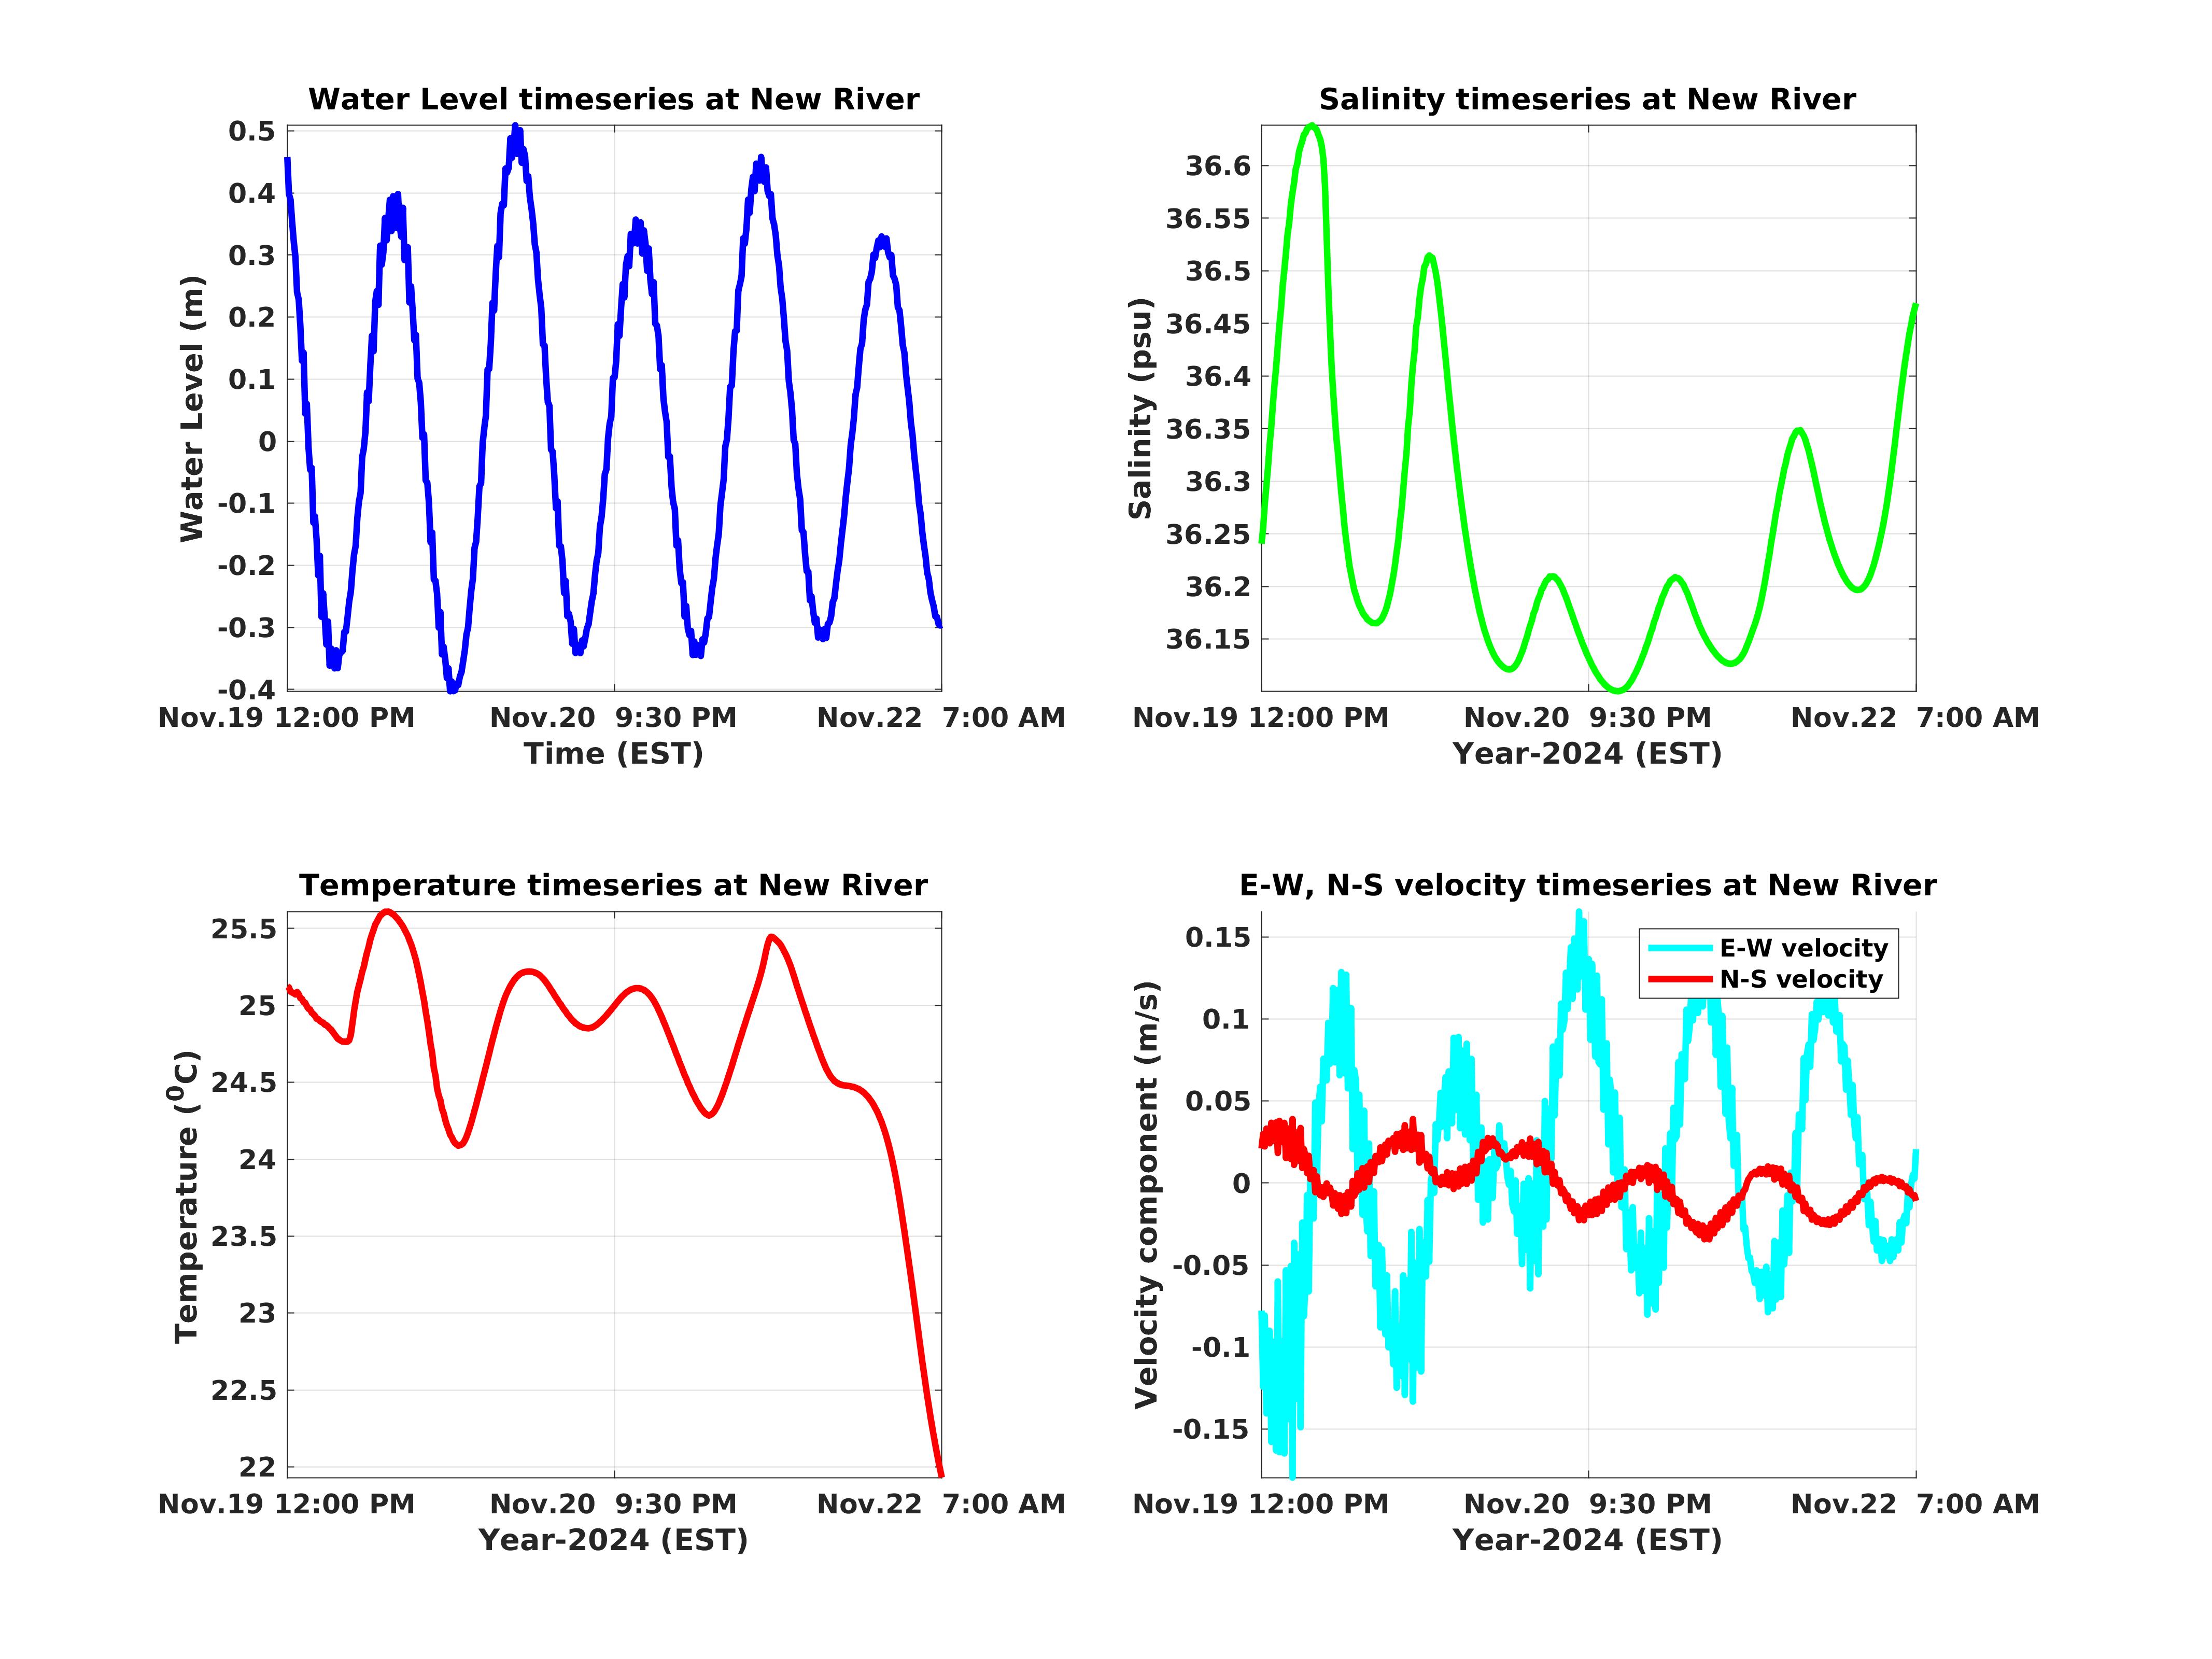 Water Level timeseries at New River
0.5
0.4
0.3
0.2
0.1
0
-0.1
-0.2
-0.3
-0.4
Water Level (m)
Nov.19 12:00 PM
Nov.20  9:30 PM
Nov.22  7:00 AM
Time (EST)
Salinity timeseries at New River
36.6
36.55
36.5
36.45
36.4
36.35
36.3
36.25
36.2
36.15
Salinity (psu)
Nov.19 12:00 PM
Nov.20  9:30 PM
Nov.22  7:00 AM
Year-2024 (EST)
Temperature timeseries at New River
25.5
25
24.5
24
23.5
23
22.5
22
Temperature (⁰C)
Nov.19 12:00 PM
Nov.20  9:30 PM
Nov.22  7:00 AM
Year-2024 (EST)
E-W, N-S velocity timeseries at New River
0.15
0.1
0.05
0
-0.05
-0.1
-0.15
Velocity component (m/s)
E-W velocity
N-S velocity
Nov.19 12:00 PM
Nov.20  9:30 PM
Nov.22  7:00 AM
Year-2024 (EST)